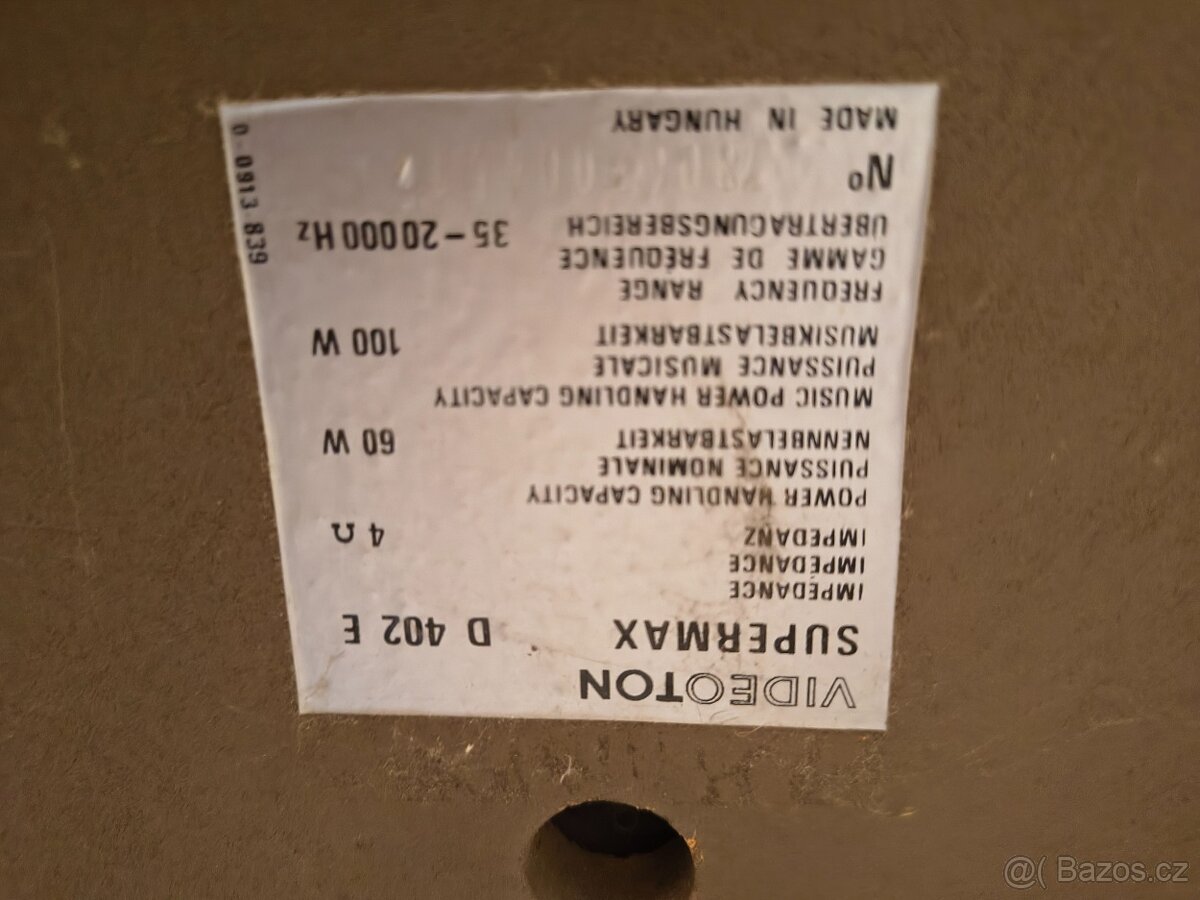 VIDEOTON
SUPERMAX D 402 E
IMPEDANCE
IMPEDANCE
IMPEDANZ 4 Ω
POWER HANDLING CAPACITY
PUISSANCE NOMINALE
NENNBELASTBARKEIT 60 W
MUSIC POWER HANDLING CAPACITY
PUISSANCE MUSICALE
MUSIKBELASTBARKEIT 100 W
FREQUENCY RANGE
GAMME DE FRÉQUENCE
ÜBERTRAGUNGSBEREICH 35–20000 Hz
Nº
MADE IN HUNGARY
0-0913 839
@( Bazos.cz